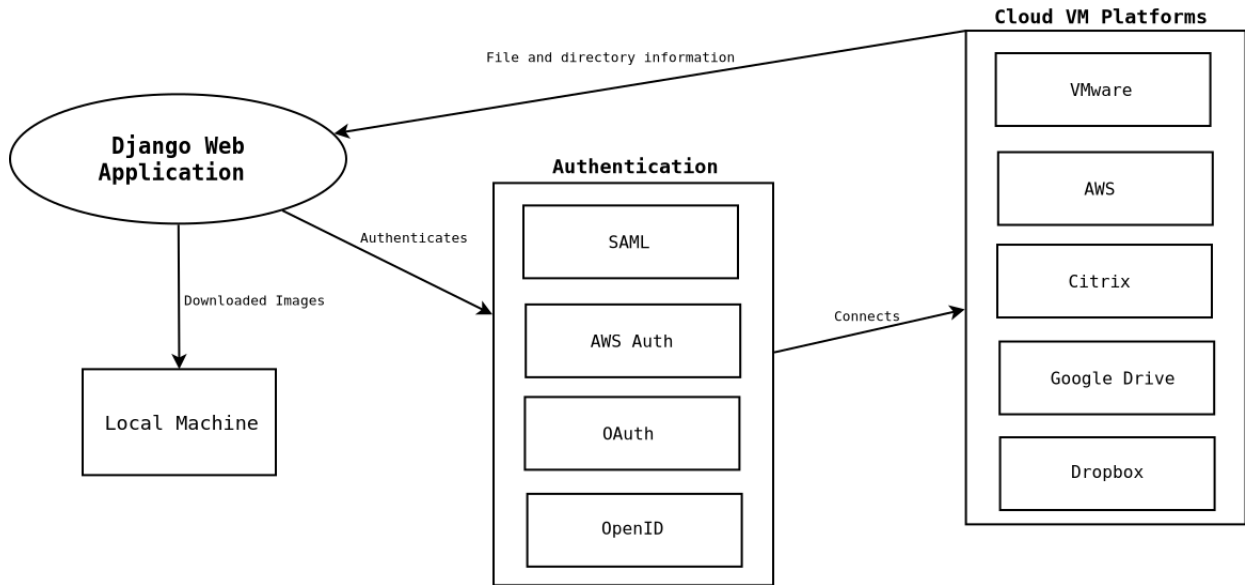 Cloud VM Platforms
File and directory information
VMware
Django Web
Application
Authentication
AWS
SAML
Authenticates
Citrix
Downloaded Images
Connects
AWS Auth
Google Drive
Local Machine
OAuth
Dropbox
OpenID